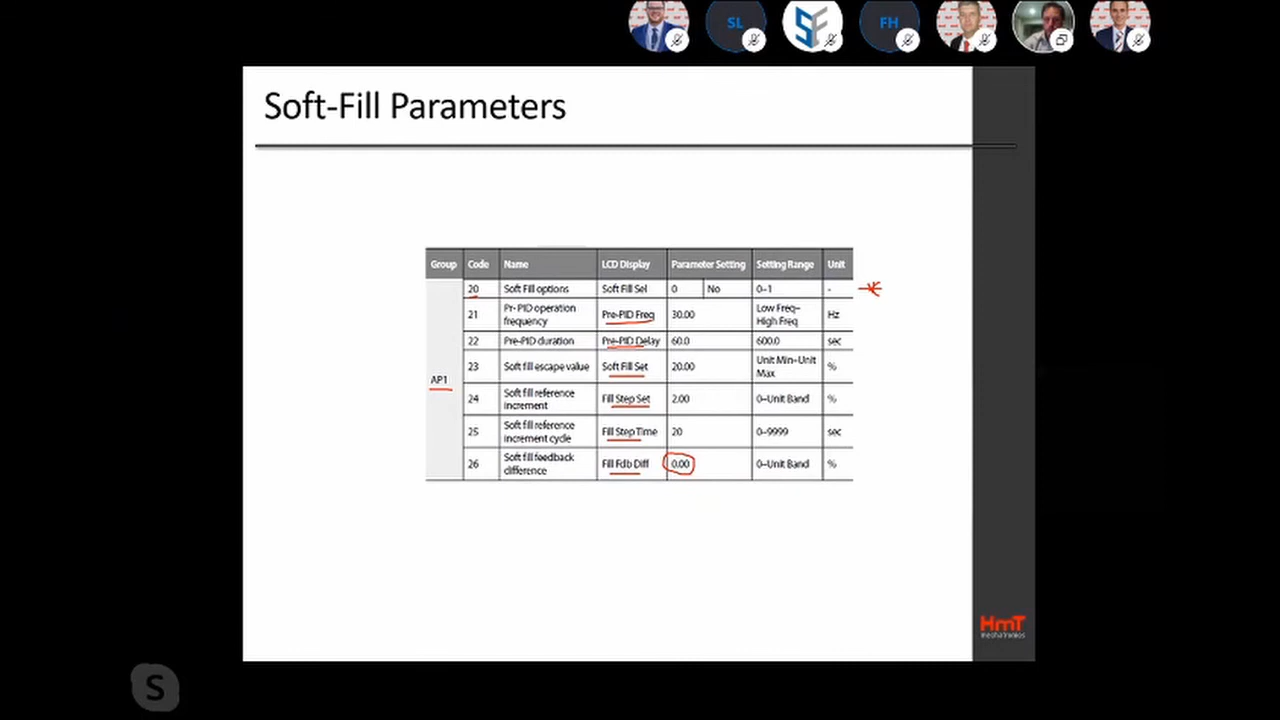 SL
SF
FH
Soft-Fill Parameters
Group Code Name LCD Display Parameter Setting Setting Range Unit
AP1
20 Soft Fill options Soft Fill Sel 0 No 0–1 -
21 Pr- PID operation frequency Pre-PID Freq 30.00 Low Freq– High Freq Hz
22 Pre-PID duration Pre-PID Delay 60.0 600.0 sec
23 Soft fill escape value Soft Fill Set 20.00 Unit Min–Unit Max %
24 Soft fill reference increment Fill Step Set 2.00 0–Unit Band %
25 Soft fill reference increment cycle Fill Step Time 20 0–9999 sec
26 Soft fill feedback difference Fill Fdb Diff 0.00 0–Unit Band %
HmT
mechatronics
S